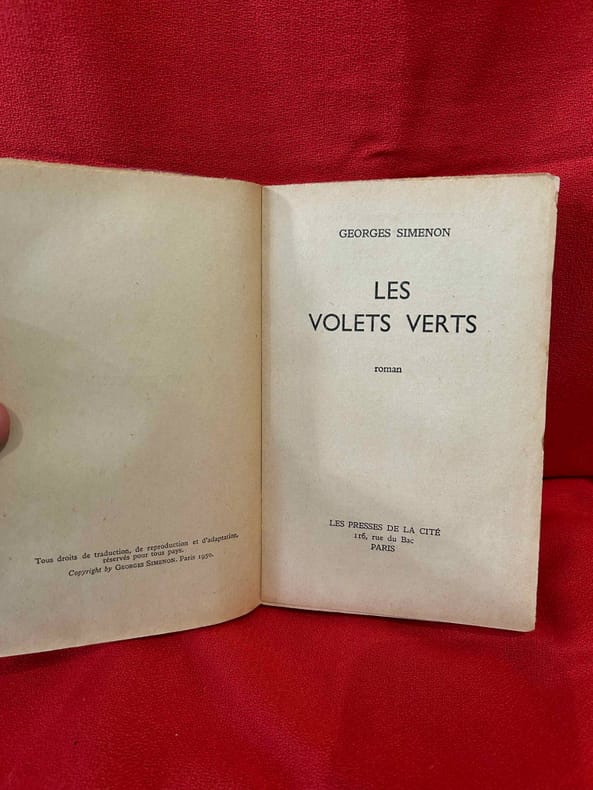 Tous droits de traduction, de reproduction et d'adaptation,
réservés pour tous pays.
Copyright by GEORGES SIMENON. Paris 1950.
GEORGES SIMENON
LES
VOLETS VERTS
roman
LES PRESSES DE LA CITÉ
116, rue du Bac
PARIS